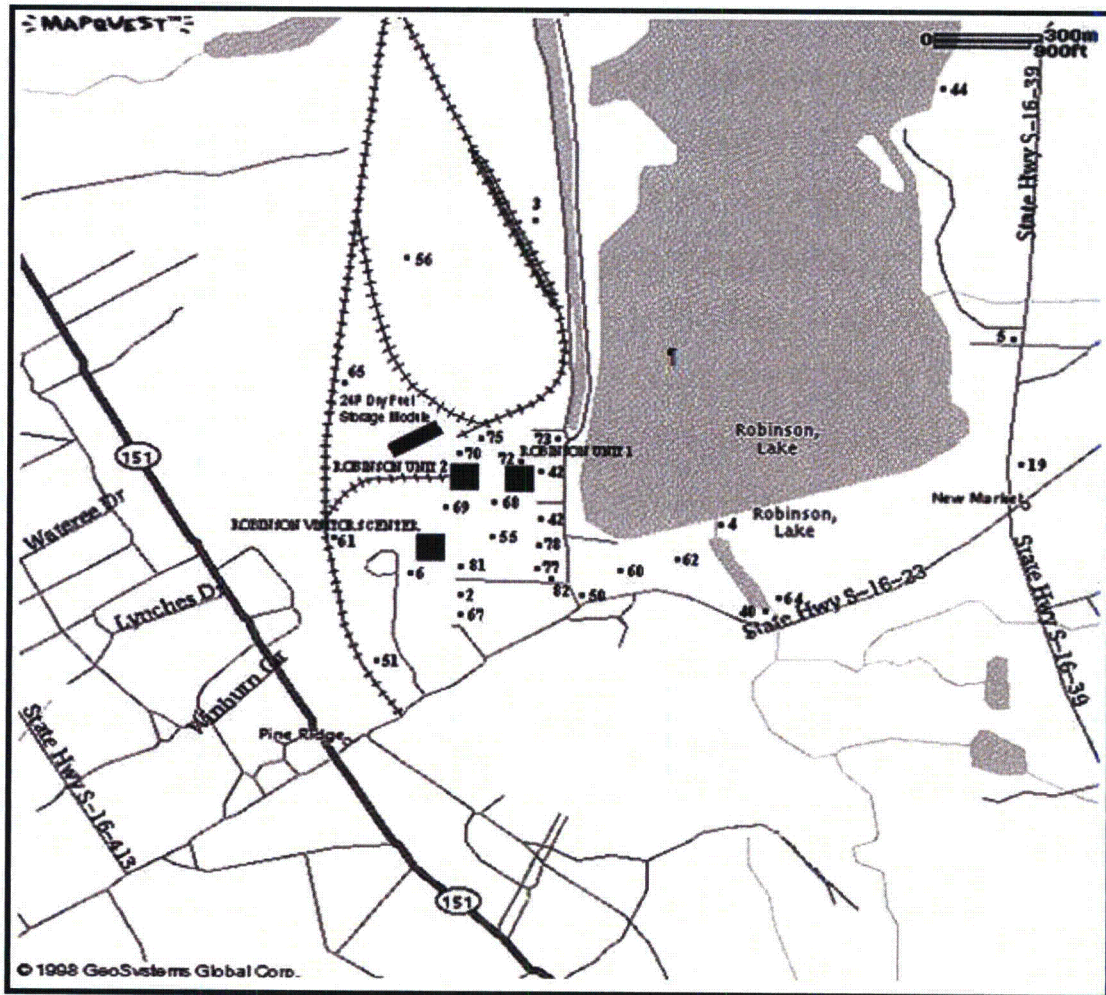 MAPQUEST™
0 300m
900ft
44
State Hwy S-16-39
3
56
1
5
65
24P Dry Fuel
Storage Module
Robinson,
Lake
75
73
70
72
ROBINSON UNIT 1
ROBINSON UNIT 2
42
151
19
New Market
69
68
Robinson,
Lake
Wateree Dr
ROBINSON VISITORS CENTER
61
55
42
4
78
62
6
81
77
60
82
50
2
64
40
State Hwy S-16-23
Lynches Dr
67
State Hwy S-16-39
51
Winburn Cir
Pine Ridge
State Hwy S-16-413
151
© 1998 GeoSystems Global Corp.